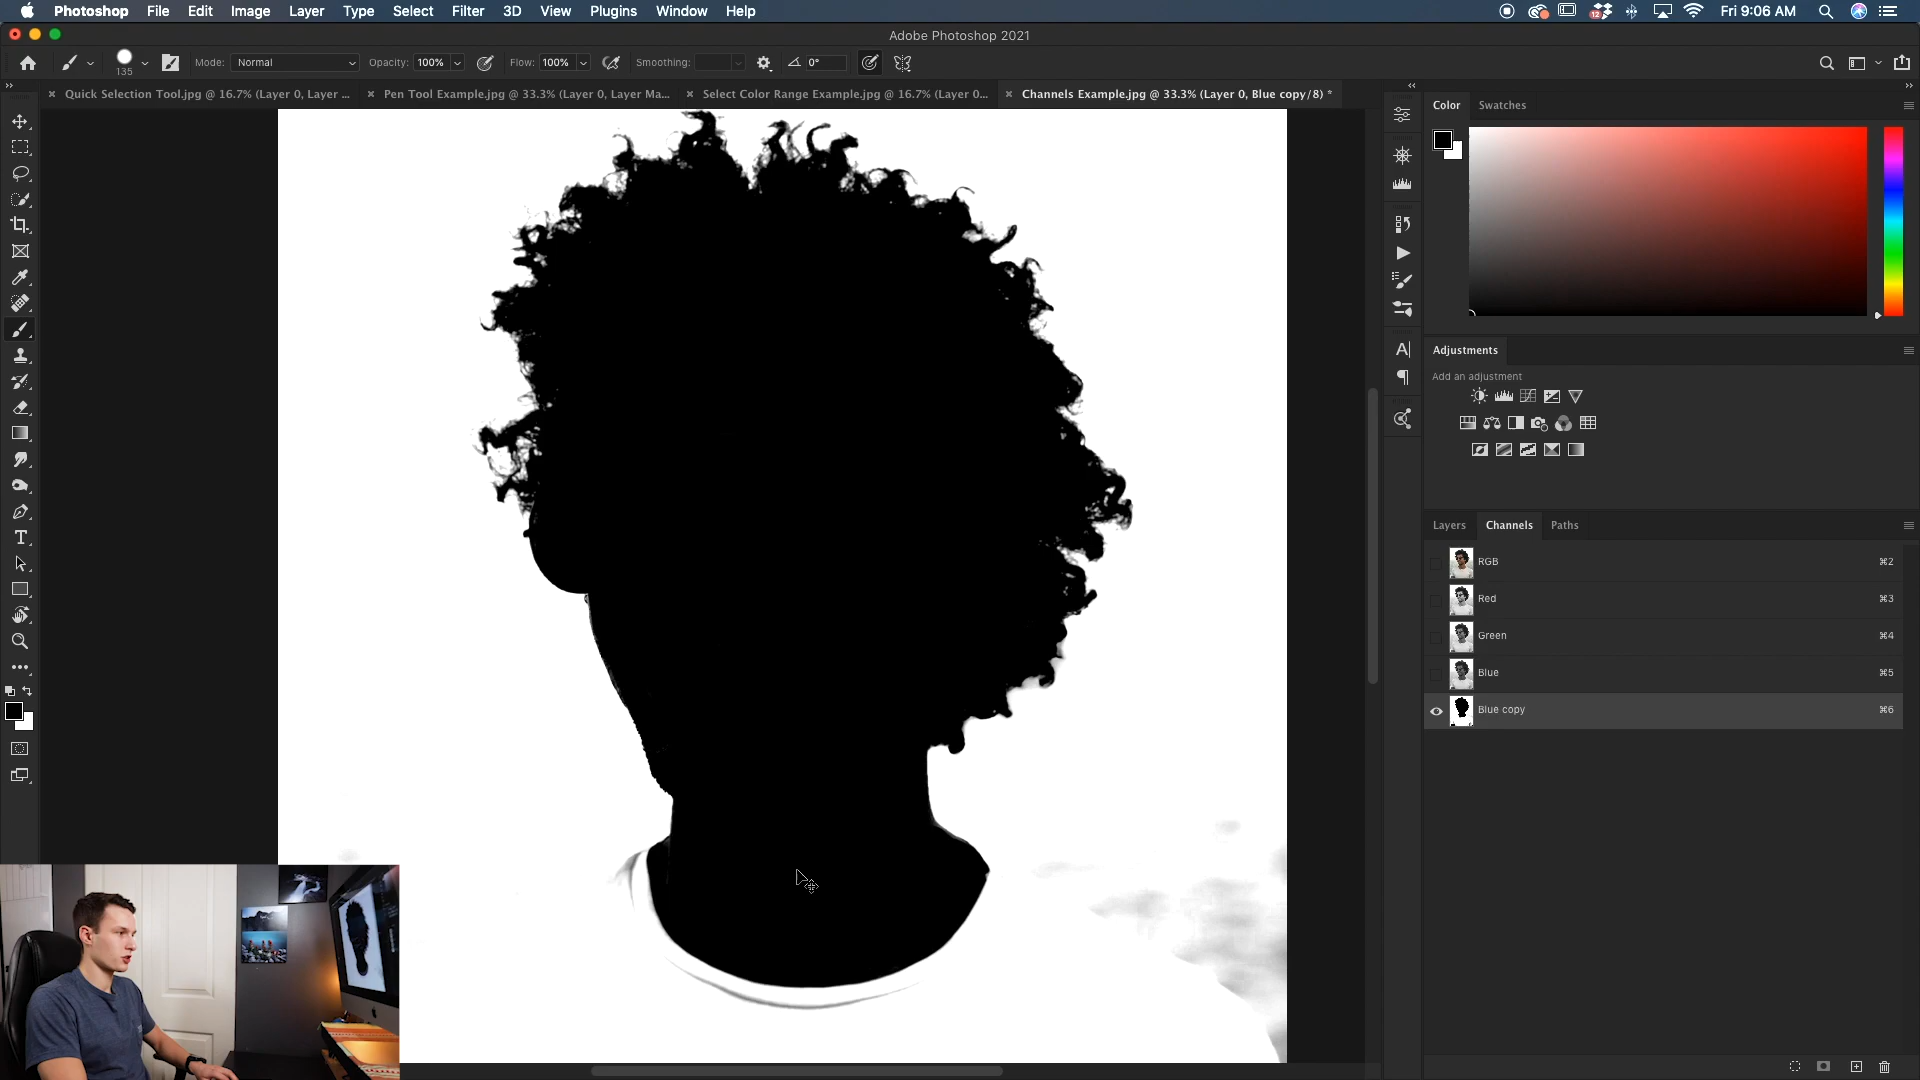 Photoshop File Edit Image Layer Type Select Filter 3D View Plugins Window Help 12 Fri 9:06 AM
Adobe Photoshop 2021
135 Mode: Normal Opacity: 100% Flow: 100% Smoothing: 0°
Quick Selection Tool.jpg @ 16.7% (Layer 0, Layer ... Pen Tool Example.jpg @ 33.3% (Layer 0, Layer Ma... Select Color Range Example.jpg @ 16.7% (Layer 0... Channels Example.jpg @ 33.3% (Layer 0, Blue copy/8) *
Color Swatches
Adjustments
Add an adjustment
Layers Channels Paths
RGB ⌘2
Red ⌘3
Green ⌘4
Blue ⌘5
Blue copy ⌘6